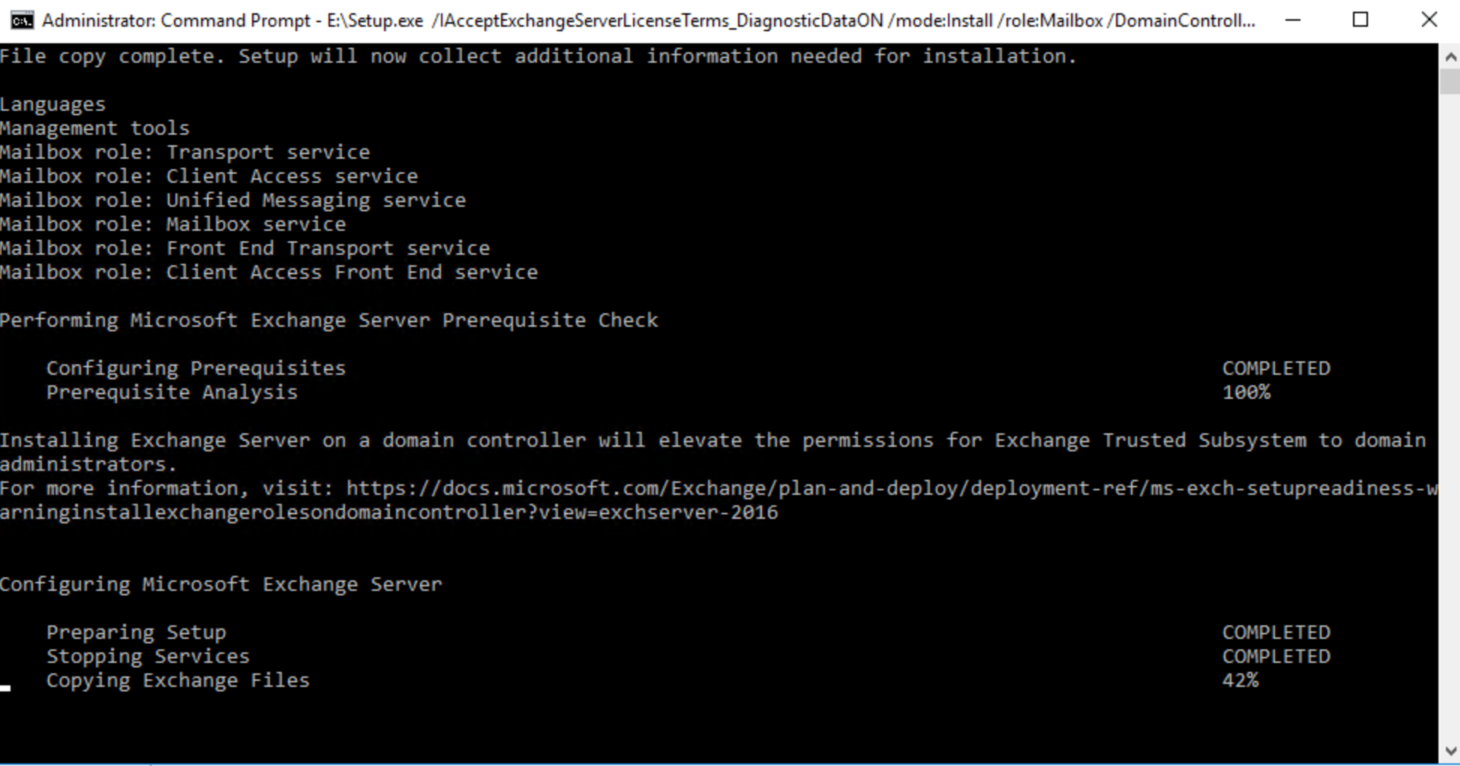 Administrator: Command Prompt - E:\Setup.exe /IAcceptExchangeServerLicenseTerms_DiagnosticDataON /mode:Install /role:Mailbox /DomainControll...
File copy complete. Setup will now collect additional information needed for installation.
Languages
Management tools
Mailbox role: Transport service
Mailbox role: Client Access service
Mailbox role: Unified Messaging service
Mailbox role: Mailbox service
Mailbox role: Front End Transport service
Mailbox role: Client Access Front End service
Performing Microsoft Exchange Server Prerequisite Check
Configuring Prerequisites COMPLETED
Prerequisite Analysis 100%
Installing Exchange Server on a domain controller will elevate the permissions for Exchange Trusted Subsystem to domain
administrators.
For more information, visit: https://docs.microsoft.com/Exchange/plan-and-deploy/deployment-ref/ms-exch-setupreadiness-w
arninginstallexchangerolesondomaincontroller?view=exchserver-2016
Configuring Microsoft Exchange Server
Preparing Setup COMPLETED
Stopping Services COMPLETED
Copying Exchange Files 42%